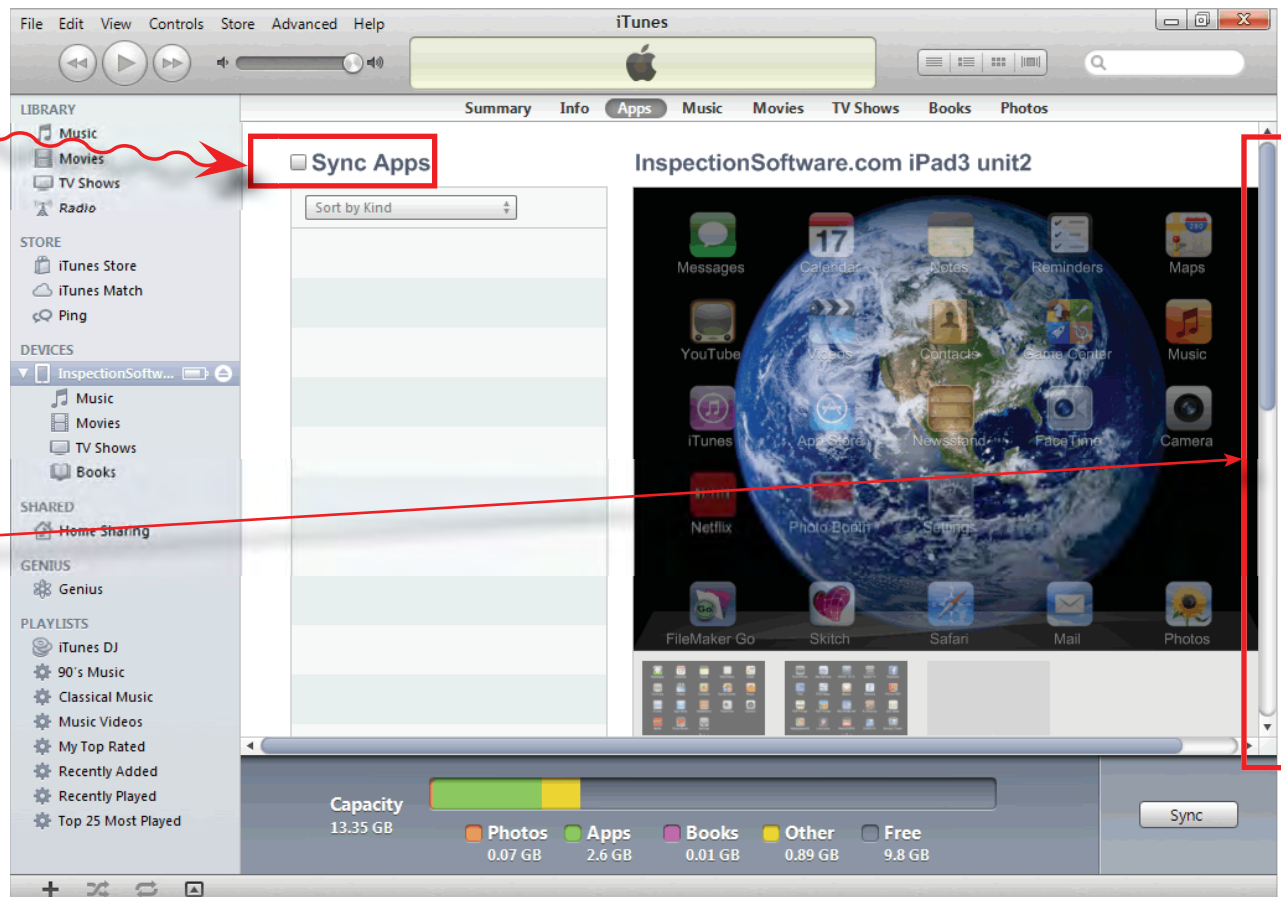 File Edit View Controls Store Advanced Help
iTunes
LIBRARY
Music
Movies
TV Shows
Radio
STORE
iTunes Store
iTunes Match
Ping
DEVICES
InspectionSoftw...
Music
Movies
TV Shows
Books
SHARED
Home Sharing
GENIUS
Genius
PLAYLISTS
iTunes DJ
90's Music
Classical Music
Music Videos
My Top Rated
Recently Added
Recently Played
Top 25 Most Played
Summary Info Apps Music Movies TV Shows Books Photos
Sync Apps
Sort by Kind
InspectionSoftware.com iPad3 unit2
17
280
Messages Calendar Notes Reminders Maps
YouTube Videos Contacts Game Center Music
iTunes App Store Newsstand FaceTime Camera
Netflix Photo Booth Settings
Go
FileMaker Go Skitch Safari Mail Photos
Capacity
13.35 GB
Photos Apps Books Other Free
0.07 GB 2.6 GB 0.01 GB 0.89 GB 9.8 GB
Sync